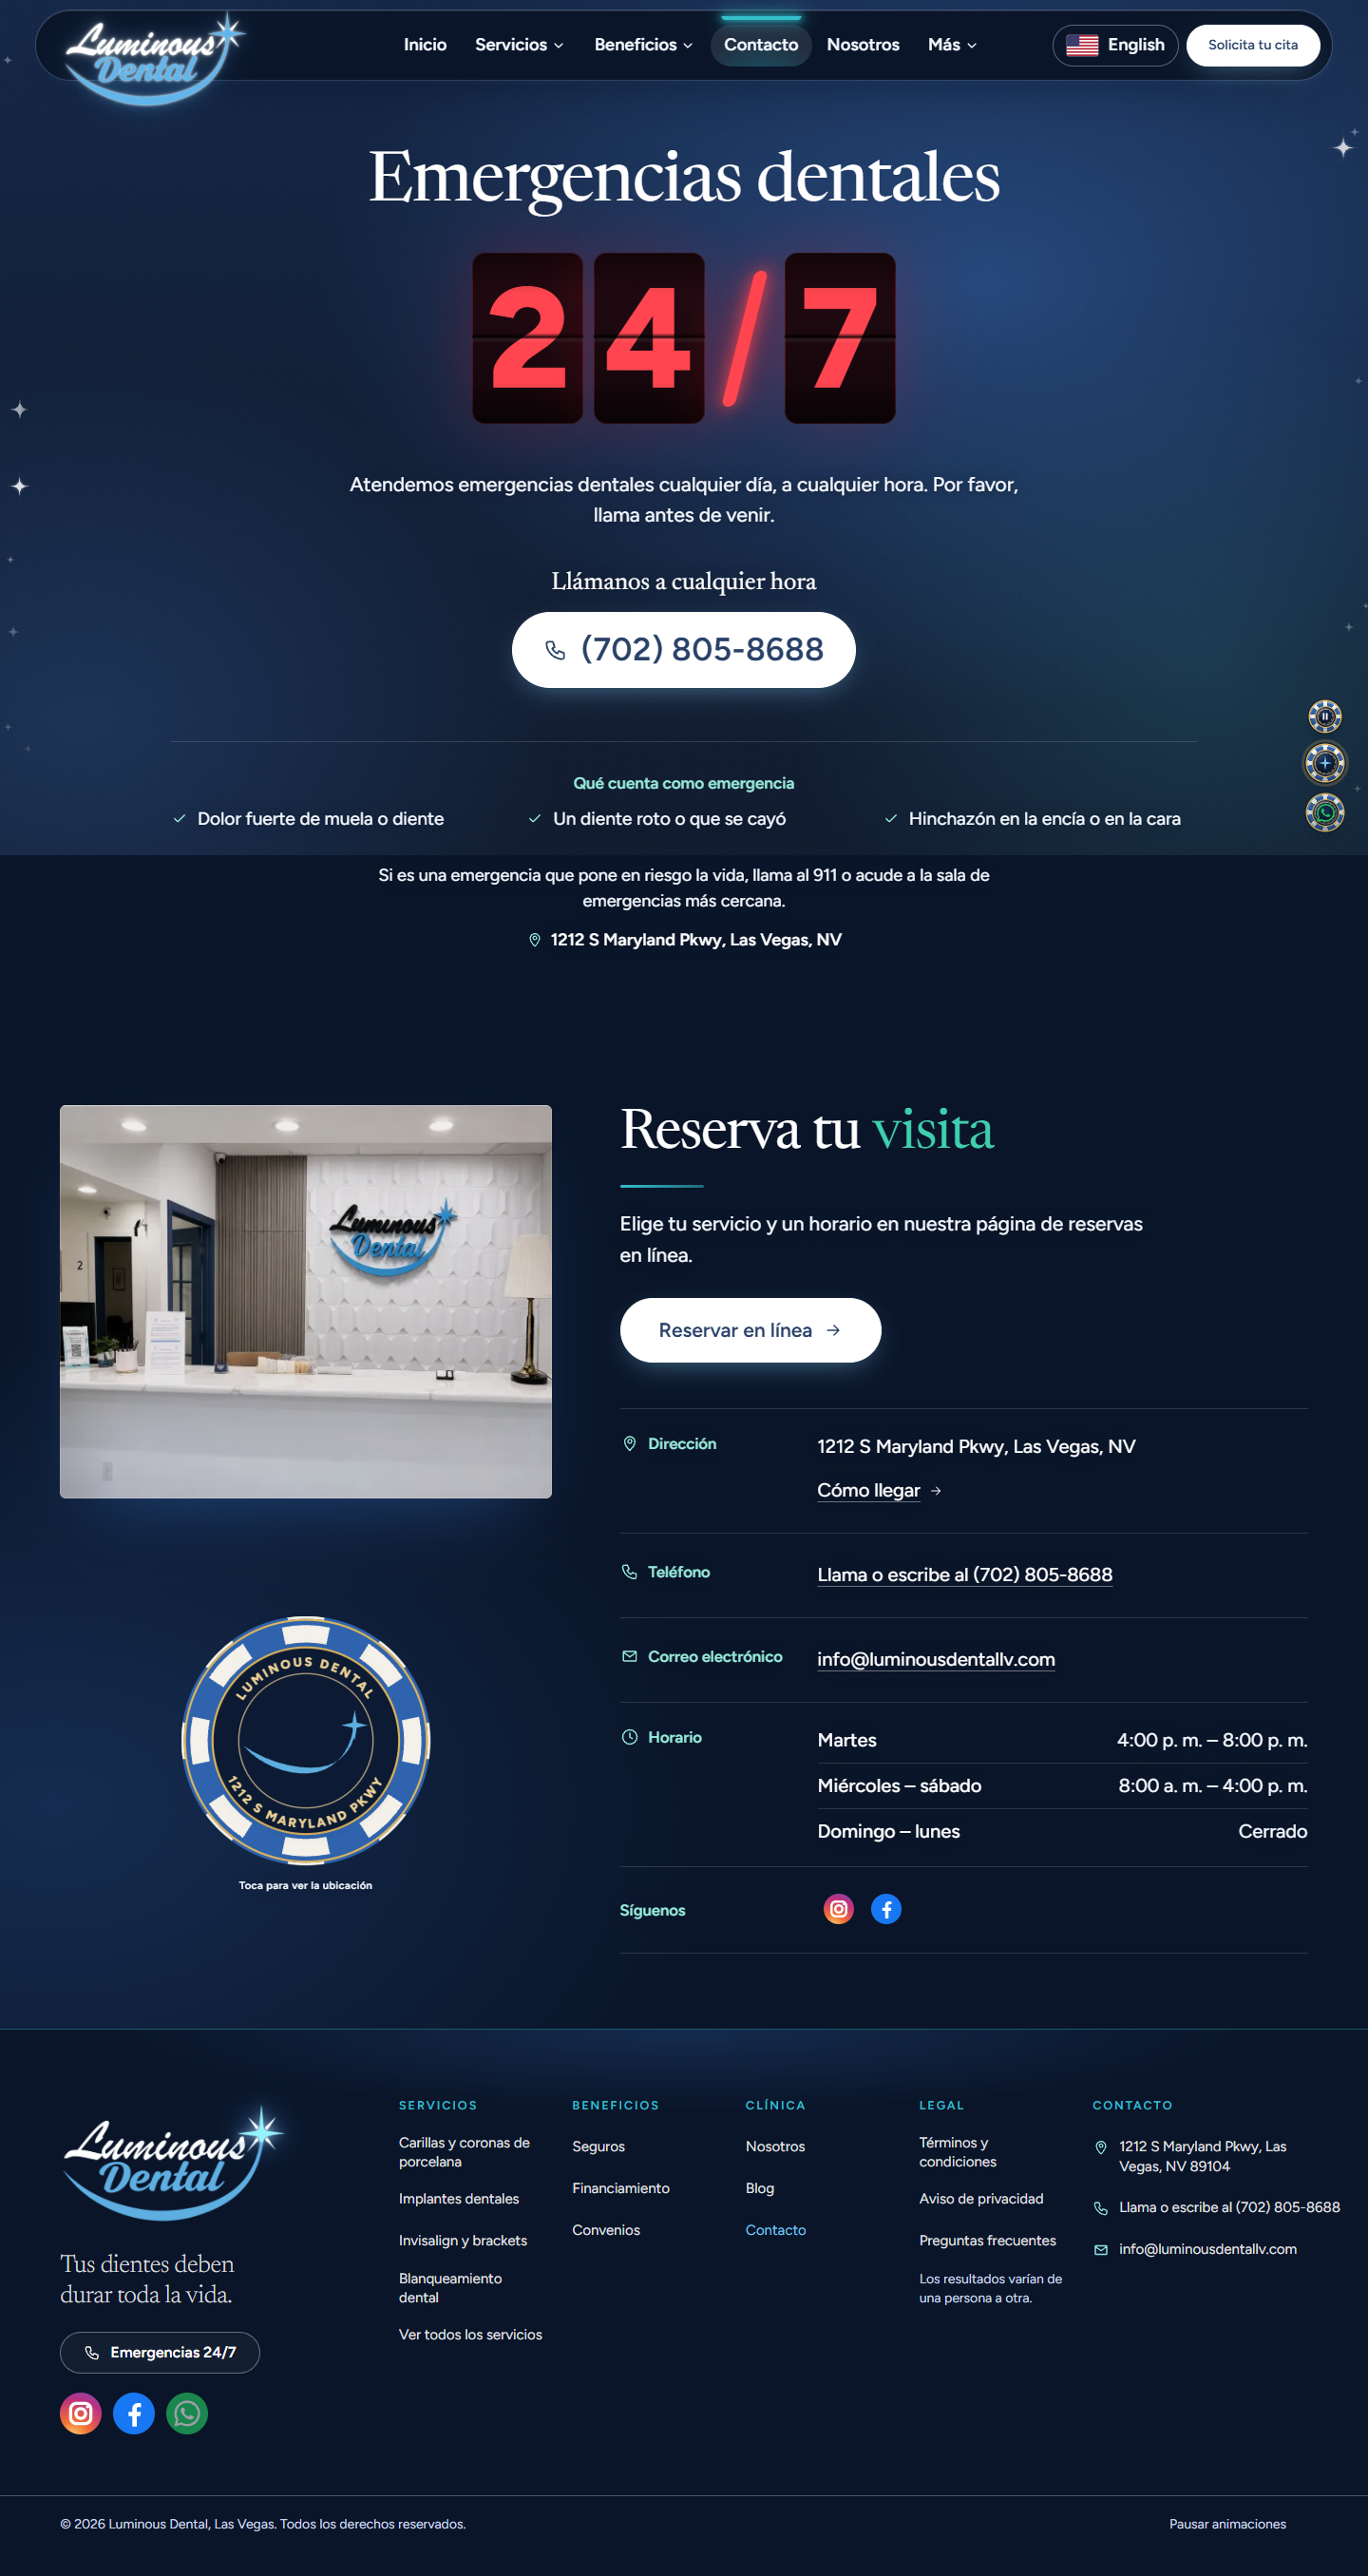 Luminous
Dental
Inicio
Servicios
Beneficios
Contacto
Nosotros
Más
English
Solicita tu cita
Emergencias dentales
24/7
Atendemos emergencias dentales cualquier día, a cualquier hora. Por favor,
llama antes de venir.
Llámanos a cualquier hora
(702) 805-8688
Qué cuenta como emergencia
Dolor fuerte de muela o diente
Un diente roto o que se cayó
Hinchazón en la encía o en la cara
Si es una emergencia que pone en riesgo la vida, llama al 911 o acude a la sala de
emergencias más cercana.
1212 S Maryland Pkwy, Las Vegas, NV
Luminous
Dental
2
Reserva tu visita
Elige tu servicio y un horario en nuestra página de reservas
en línea.
Reservar en línea
Dirección
1212 S Maryland Pkwy, Las Vegas, NV
Cómo llegar
Teléfono
Llama o escribe al (702) 805-8688
Correo electrónico
info@luminousdentallv.com
Horario
Martes
4:00 p. m. – 8:00 p. m.
Miércoles – sábado
8:00 a. m. – 4:00 p. m.
Domingo – lunes
Cerrado
Síguenos
LUMINOUS DENTAL
1212 S MARYLAND PKWY
Toca para ver la ubicación
Luminous
Dental
Tus dientes deben
durar toda la vida.
Emergencias 24/7
SERVICIOS
Carillas y coronas de
porcelana
Implantes dentales
Invisalign y brackets
Blanqueamiento
dental
Ver todos los servicios
BENEFICIOS
Seguros
Financiamiento
Convenios
CLÍNICA
Nosotros
Blog
Contacto
LEGAL
Términos y
condiciones
Aviso de privacidad
Preguntas frecuentes
Los resultados varían de
una persona a otra.
CONTACTO
1212 S Maryland Pkwy, Las
Vegas, NV 89104
Llama o escribe al (702) 805-8688
info@luminousdentallv.com
© 2026 Luminous Dental, Las Vegas. Todos los derechos reservados.
Pausar animaciones